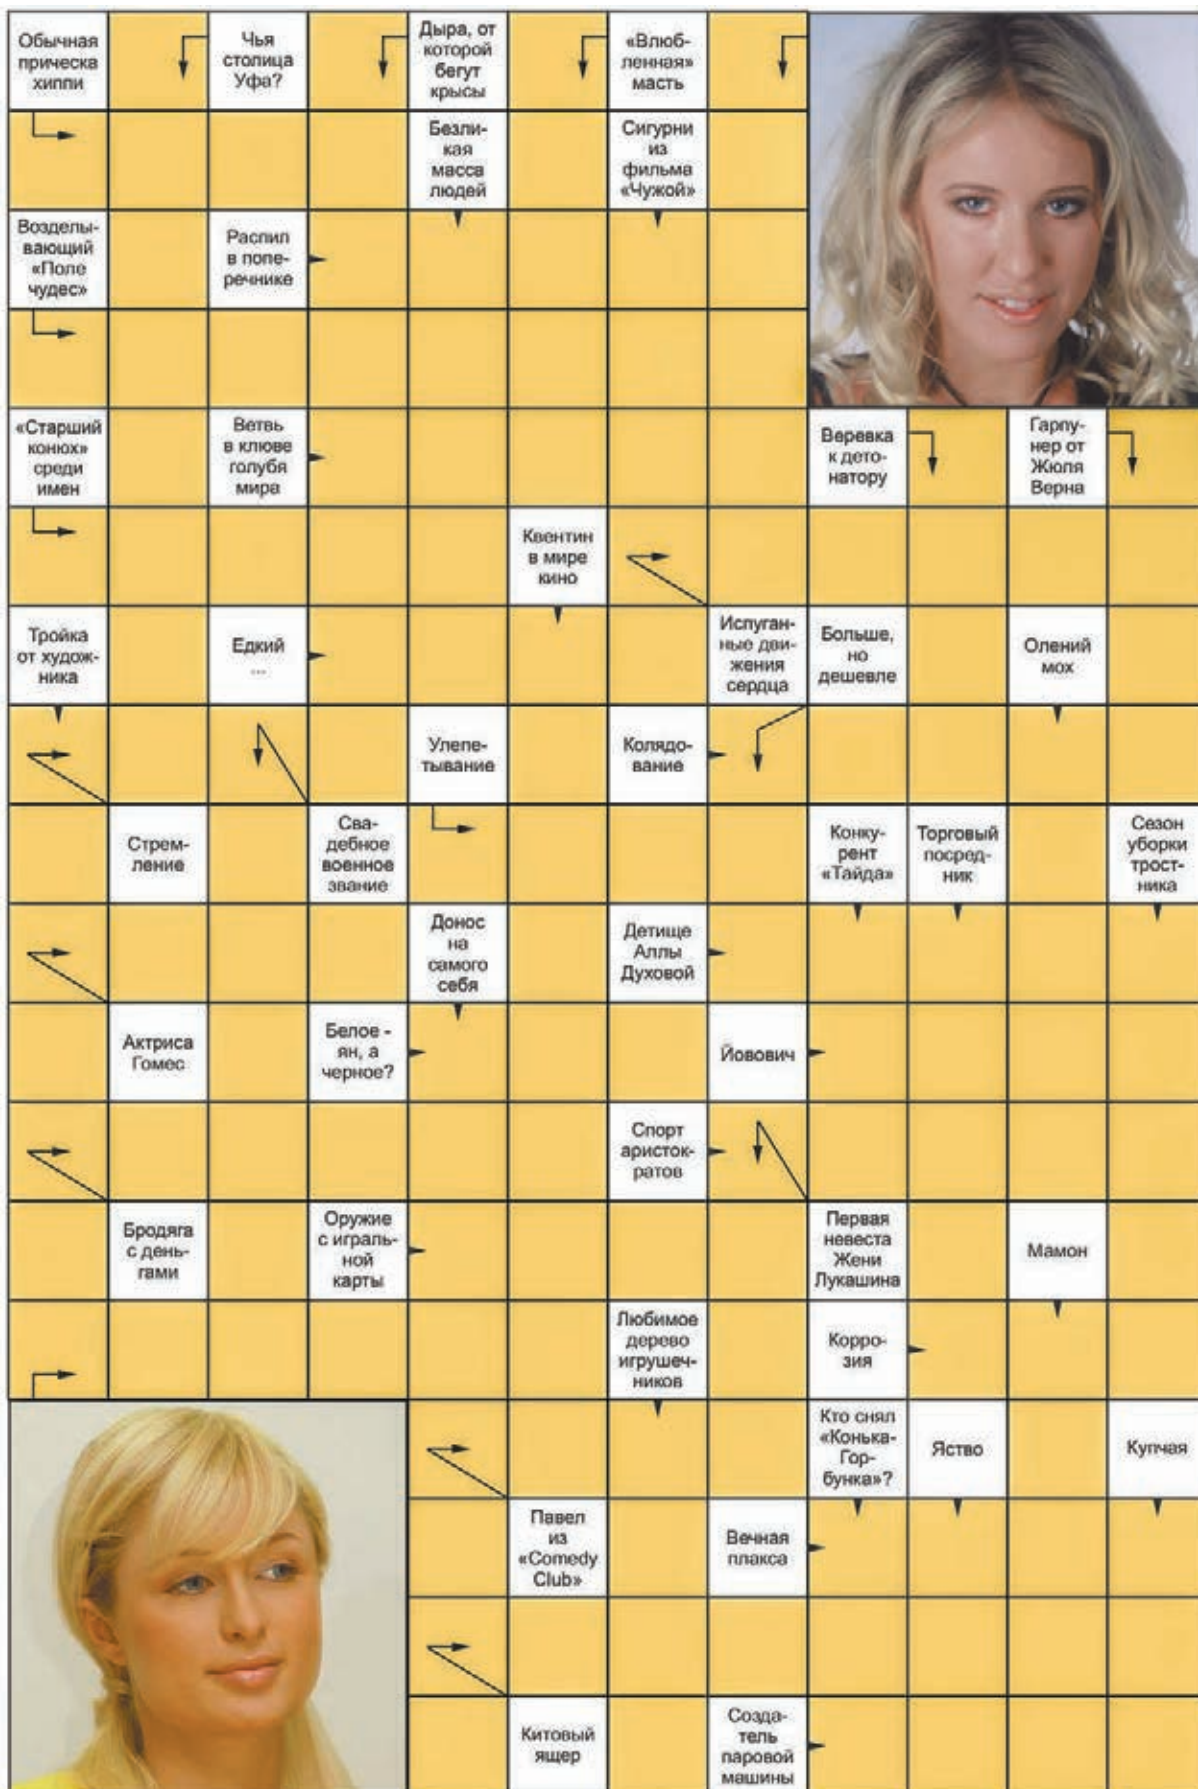 Обычная
прическа
хиппи
Чья
столица
Уфа?
Дыра, от
которой
бегут
крысы
«Влюб-
ленная»
масть
Безли-
кая
масса
людей
Сигурни
из
фильма
«Чужой»
Возделы-
вающий
«Поле
чудес»
Распил
в попе-
речнике
«Старший
конюх»
среди
имен
Ветвь
в клюве
голубя
мира
Веревка
к дето-
натору
Гарпу-
нер от
Жюля
Верна
Квентин
в мире
кино
Тройка
от худож-
ника
Едкий
...
Испуган-
ные дви-
жения
сердца
Больше,
но
дешевле
Олений
мох
Улепе-
тывание
Колядо-
вание
Стрем-
ление
Сва-
дебное
военное
звание
Конку-
рент
«Тайда»
Торговый
посред-
ник
Сезон
уборки
трост-
ника
Донос
на
самого
себя
Детище
Аллы
Духовой
Актриса
Гомес
Белое -
ян, а
черное?
Йовович
Спорт
аристок-
ратов
Бродяга
с день-
гами
Оружие
с играль-
ной
карты
Первая
невеста
Жени
Лукашина
Мамон
Любимое
дерево
игрушеч-
ников
Корро-
зия
Кто снял
«Конька-
Гор-
бунка»?
Яство
Купчая
Павел
из
«Comedy
Club»
Вечная
плакса
Китовый
ящер
Созда-
тель
паровой
машины